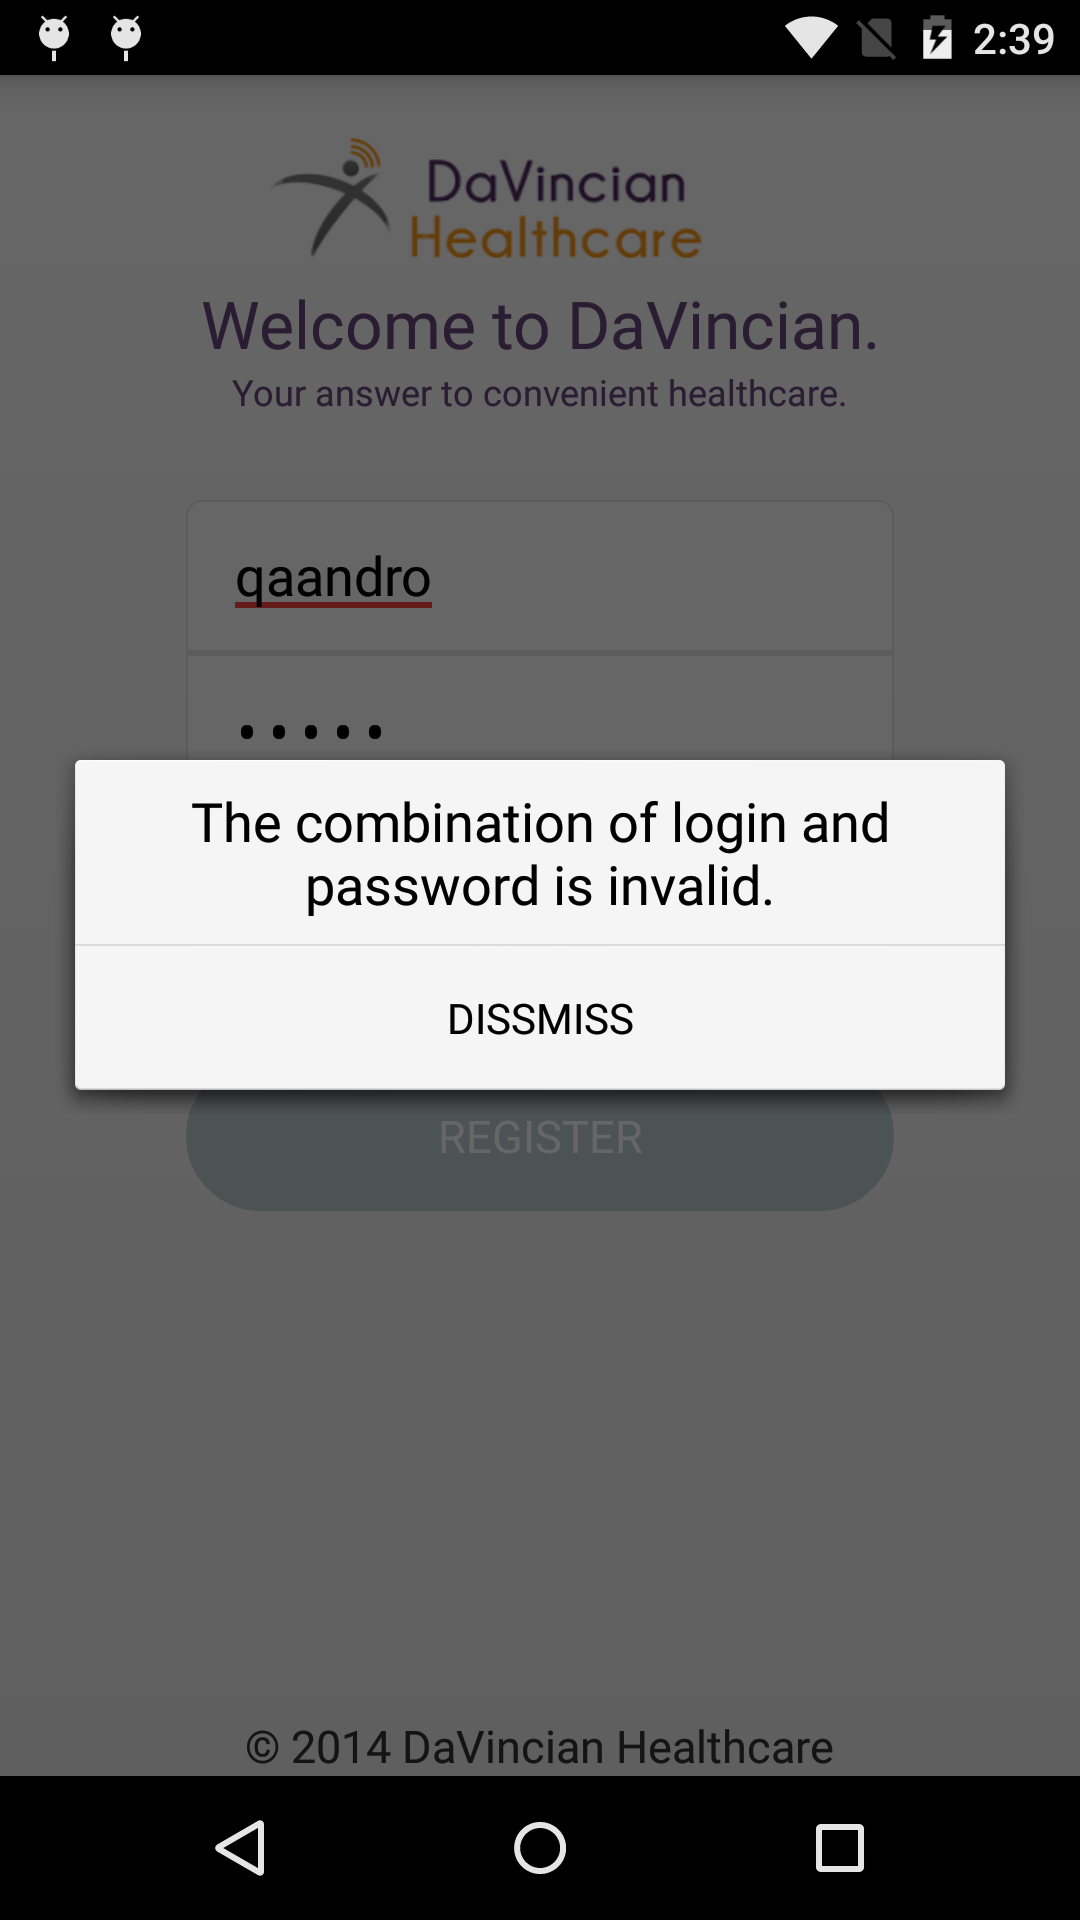 2:39
DaVincian
Healthcare
Welcome to DaVincian.
Your answer to convenient healthcare.
qaandro
•••••
The combination of login and
password is invalid.
DISSMISS
REGISTER
© 2014 DaVincian Healthcare